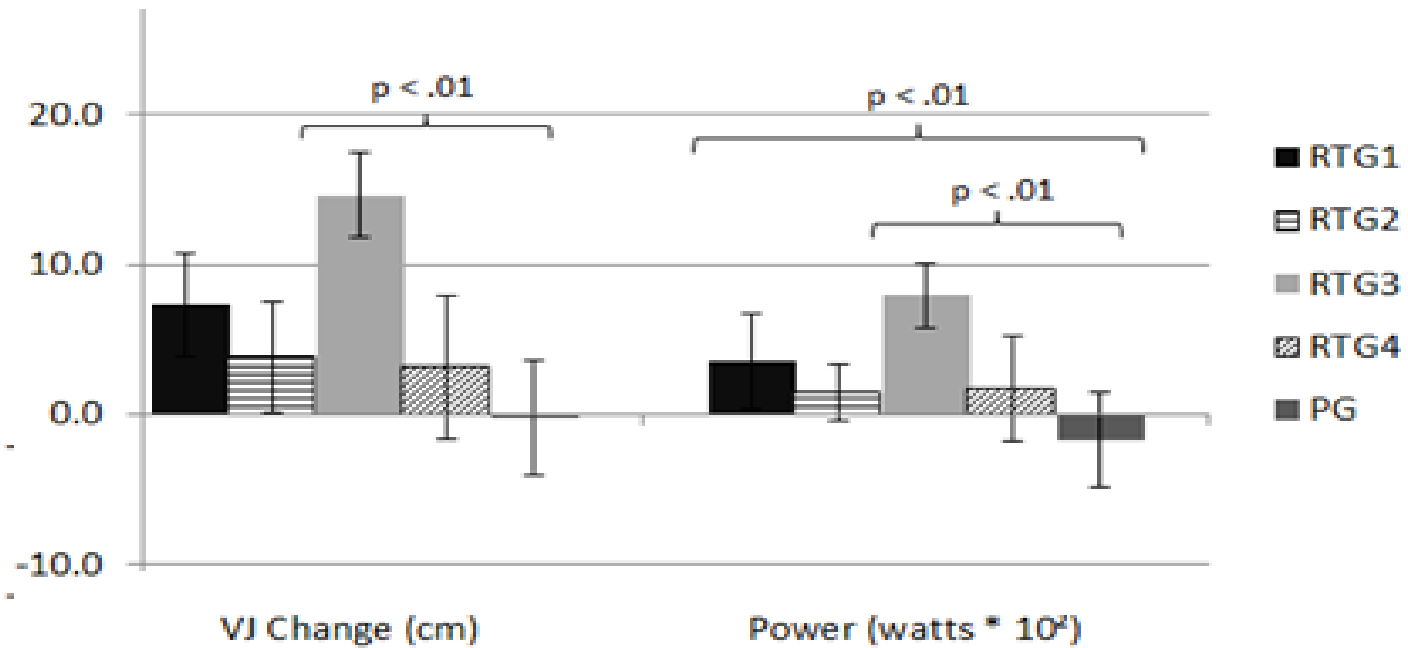 p < .01
p < .01
20.0
p < .01
10.0
0.0
-10.0
VJ Change (cm)
Power (watts * 10²)
RTG1
RTG2
RTG3
RTG4
PG